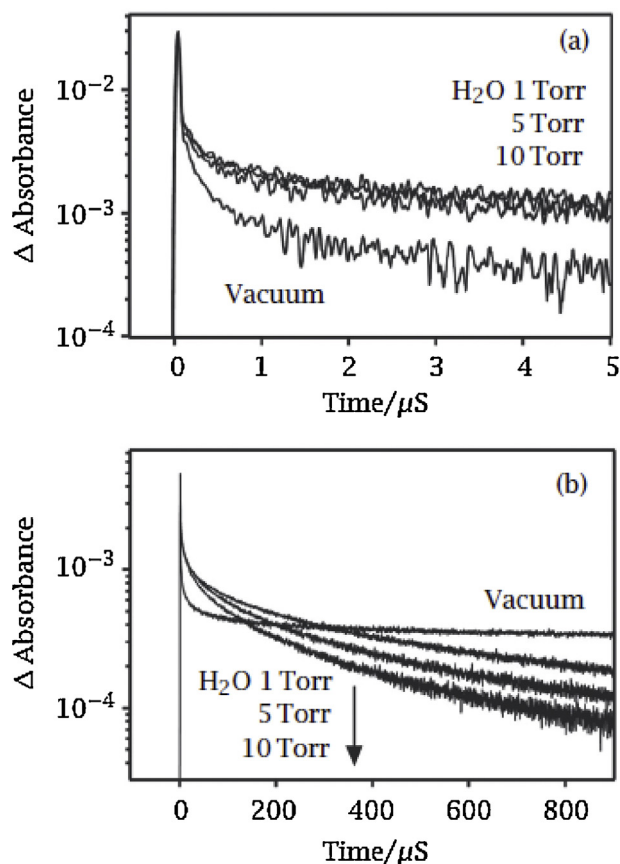 (a)
H2O 1 Torr
5 Torr
10 Torr
Vacuum
Δ Absorbance
10−2
10−3
10−4
0 1 2 3 4 5
Time/μS
(b)
Vacuum
H2O 1 Torr
5 Torr
10 Torr
Δ Absorbance
10−3
10−4
0 200 400 600 800
Time/μS